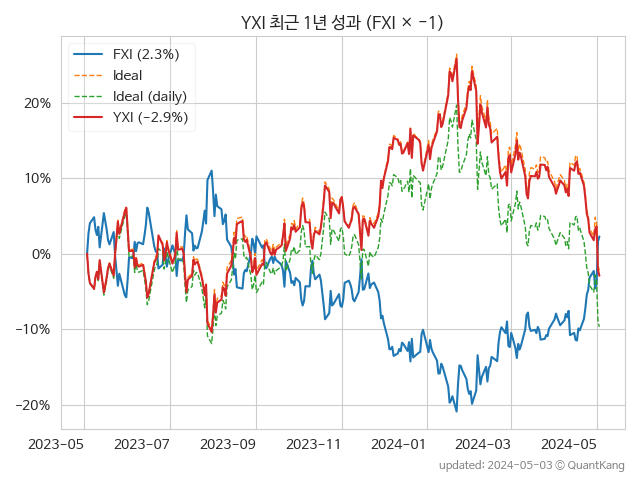 YXI 최근 1년 성과 (FXI × -1)
FXI (2.3%)
Ideal
Ideal (daily)
YXI (-2.9%)
20%
10%
0%
-10%
-20%
2023-05 2023-07 2023-09 2023-11 2024-01 2024-03 2024-05
updated: 2024-05-03 ⓒ QuantKang